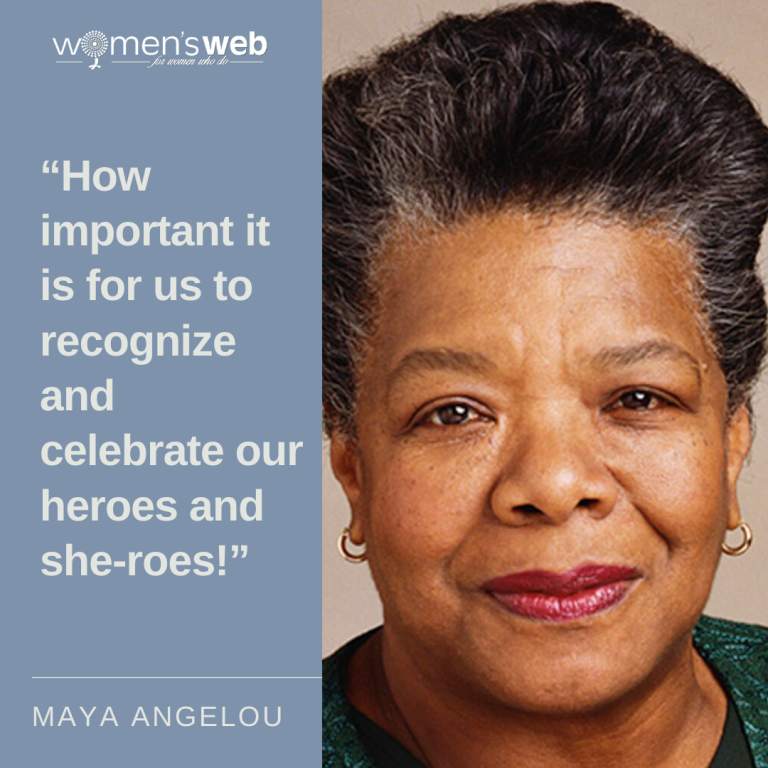 women's web
for women who do
“How
important it
is for us to
recognize
and
celebrate our
heroes and
she-roes!”
MAYA ANGELOU